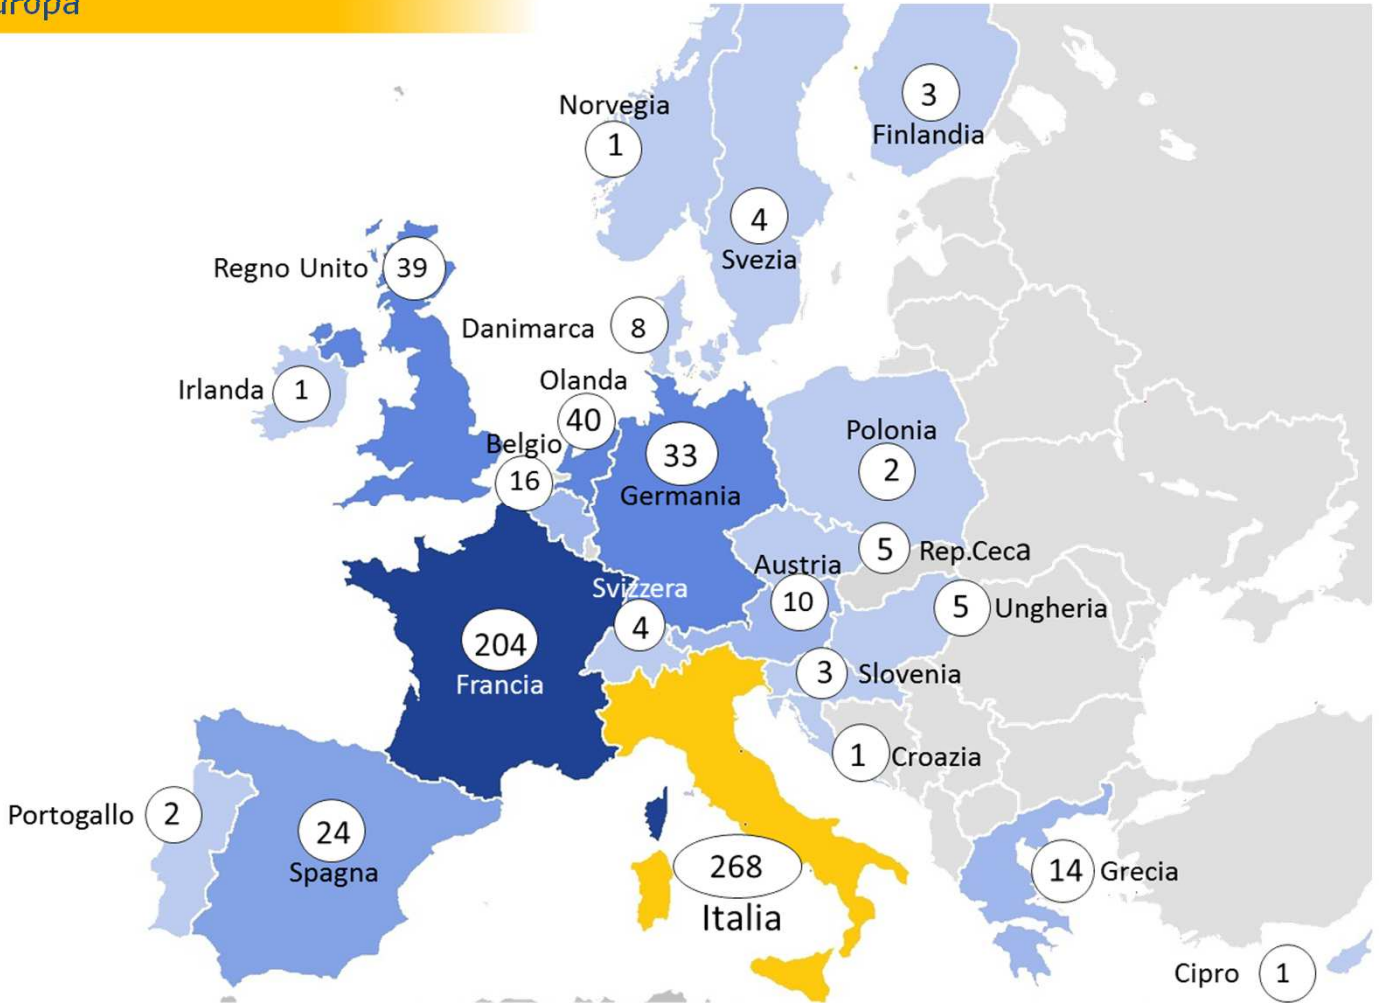 Norvegia
1
3
Finlandia
4
Svezia
Regno Unito 39
Danimarca 8
Irlanda 1
Olanda
40
Belgio
16
33
Germania
Polonia
2
5 Rep.Ceca
Austria
10
Svizzera
4
5 Ungheria
204
Francia
3 Slovenia
1 Croazia
Portogallo 2
24
Spagna
268
Italia
14 Grecia
Cipro 1